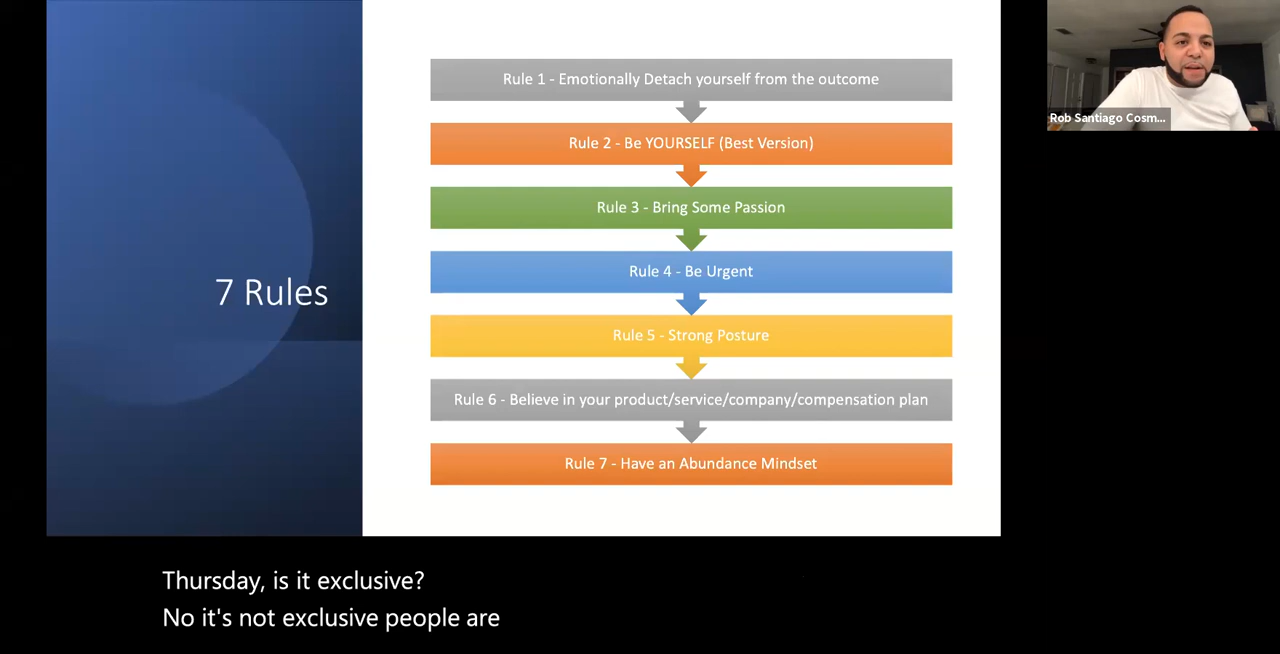 7 Rules
Rule 1 - Emotionally Detach yourself from the outcome
Rule 2 - Be YOURSELF (Best Version)
Rule 3 - Bring Some Passion
Rule 4 - Be Urgent
Rule 5 - Strong Posture
Rule 6 - Believe in your product/service/company/compensation plan
Rule 7 - Have an Abundance Mindset
Rob Santiago Cosm...
Thursday, is it exclusive?
No it's not exclusive people are